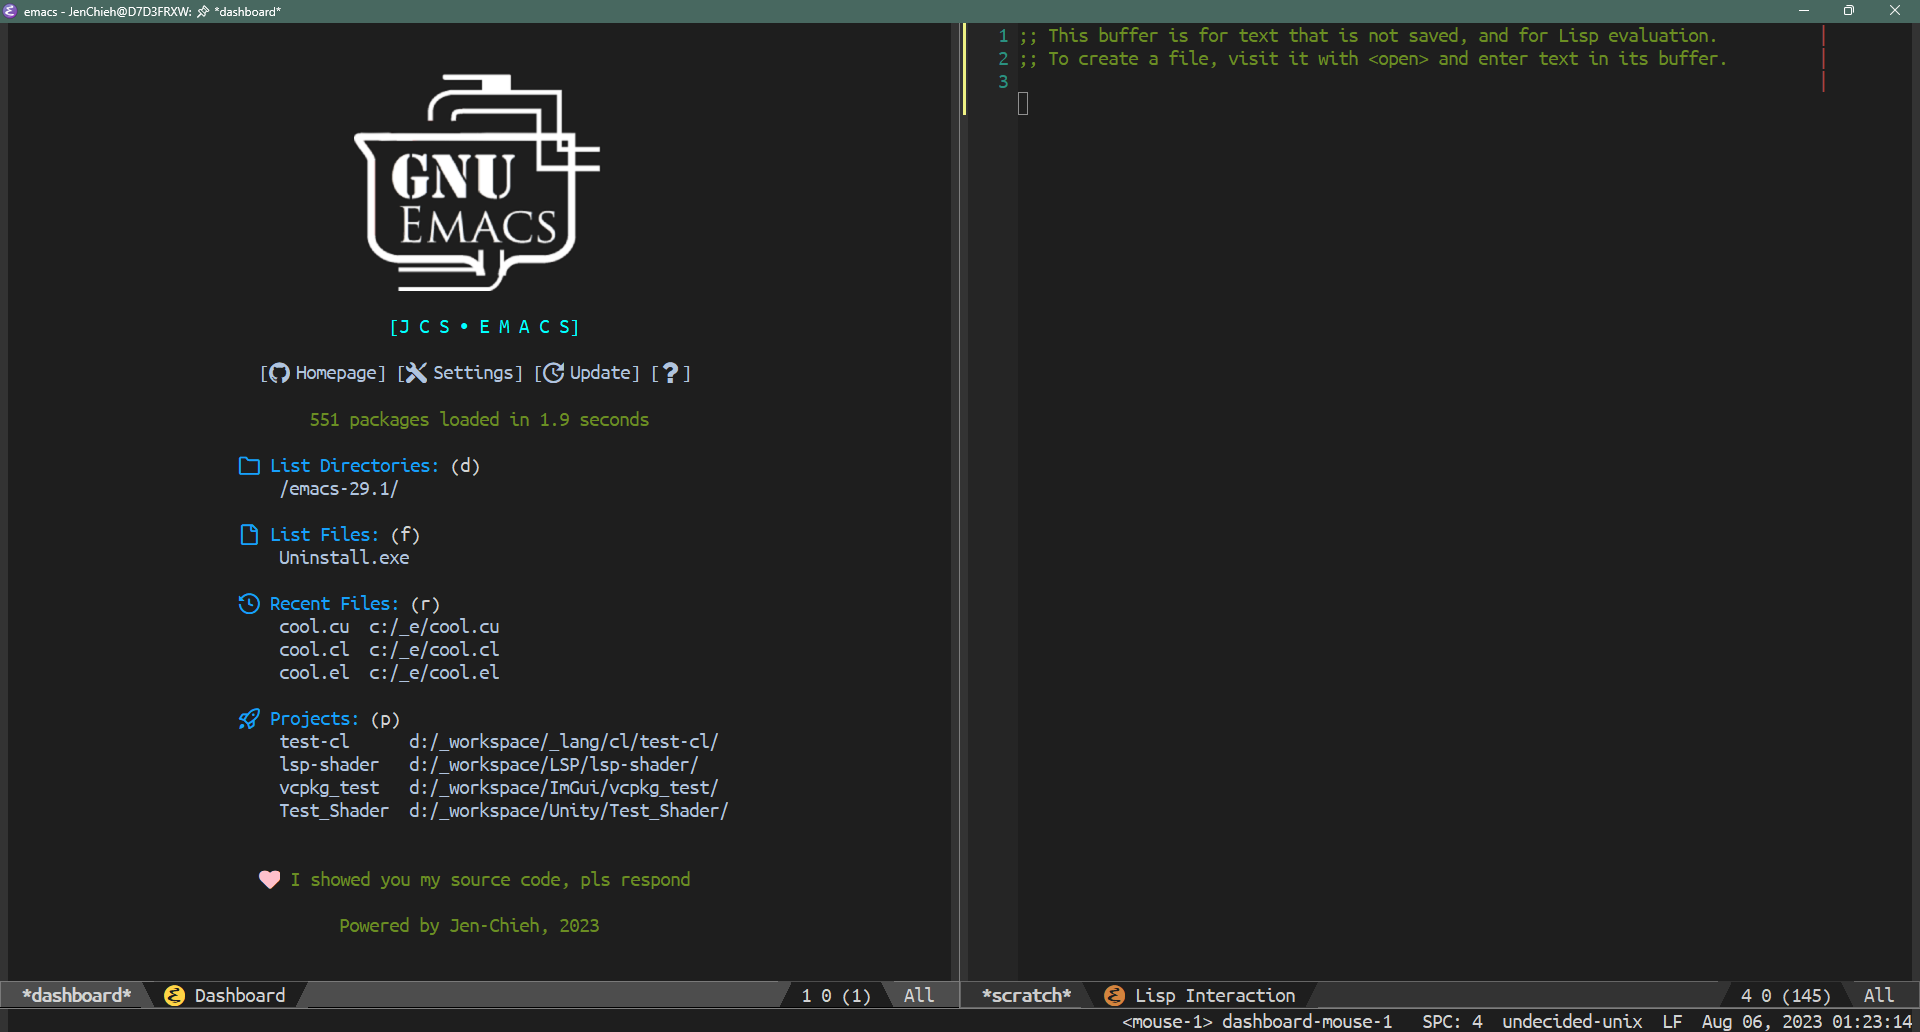 emacs - JenChieh@D7D3FRXW: *dashboard*
GNU
EMACS
[J C S • E M A C S]
[Homepage] [Settings] [Update] [?]
551 packages loaded in 1.9 seconds
List Directories: (d)
/emacs-29.1/
List Files: (f)
Uninstall.exe
Recent Files: (r)
cool.cu c:/_e/cool.cu
cool.cl c:/_e/cool.cl
cool.el c:/_e/cool.el
Projects: (p)
test-cl d:/_workspace/_lang/cl/test-cl/
lsp-shader d:/_workspace/LSP/lsp-shader/
vcpkg_test d:/_workspace/ImGui/vcpkg_test/
Test_Shader d:/_workspace/Unity/Test_Shader/
I showed you my source code, pls respond
Powered by Jen-Chieh, 2023
*dashboard* Dashboard 1 0 (1) All
1 ;; This buffer is for text that is not saved, and for Lisp evaluation.
2 ;; To create a file, visit it with <open> and enter text in its buffer.
3
*scratch* Lisp Interaction 4 0 (145) All
<mouse-1> dashboard-mouse-1 SPC: 4 undecided-unix LF Aug 06, 2023 01:23:14